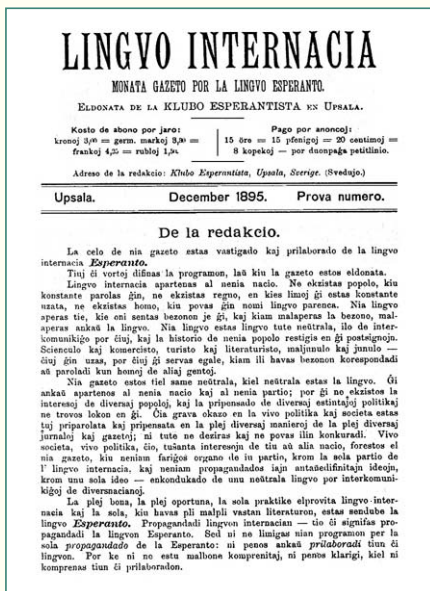 LINGVO INTERNACIA
MONATA GAZETO POR LA LINGVO ESPERANTO.
ELDONATA DE LA KLUBO ESPERANTISTA EN UPSALA.
Kosto de abono por jaro:
kronoj 3,00 = germ. markoj 3,30 =
frankoj 4,25 = rubloj 1,50.
Pago por anoncoj:
15 öre = 15 pfenigoj = 20 centimoj =
8 kopekoj — por duonpaĝa petitlinio.
Adreso de la redakcio: Klubo Esperantista, Upsala, Sverige. (Svedujo.)
Upsala. December 1895. Prova numero.
De la redakcio.
La celo de nia gazeto estas vastigado kaj prilaborado de la lingvo
internacia Esperanto.
Tiuj ĉi vortoj difinas la programon, laŭ kiu la gazeto estos eldonata.
Lingvo internacia apartenas al nenia nacio. Ne ekzistas popolo, kiu
konstante parolas ĝin, ne ekzistas regno, en kies limoj ĝi estas konstante
uzata, ne ekzistas homo, kiu povas ĝin nomi lingvo parenca. Nia lingvo
aperas tie, kie oni sentas bezonon je ĝi, kaj kiam malaperas la bezono, mal-
aperas ankaŭ la lingvo. Nia lingvo estas lingvo tute neŭtrala, ilo de inter-
komunikiĝo por ĉiuj, kaj la historio de nenia popolo restigis en ĝi postsignojn.
Scienculo kaj komercisto, turisto kaj literaturisto, maljunulo kaj junulo —
ĉiuj ĝin uzas, por ĉiuj ĝi servas egale, kiam ili havas bezonon korespondadi
aŭ paroladi kun homoj de aliaj gentoj.
Nia gazeto estos tiel same neŭtrala, kiel neŭtrala estas la lingvo. Ĝi
ankaŭ apartenos al nenia nacio kaj al nenia partio; por ĝi ne ekzistos la
interesoj de diversaj popoloj, kaj la pripensado de diversaj estintaĵoj politikaj
ne trovos lokon en ĝi. Ĉia grava okazo en la vivo politika kaj societa estas
tuj priparolata kaj pripensata en la plej diversaj manieroj de la plej diversaj
jurnaloj kaj gazetoj; ni tute ne deziras kaj ne povas ilin konkuradi. Vivo
societa, vivo politika, ĉio, tuŝanta interesojn de tiu aŭ alia nacio, forestos el
nia gazeto, kiu neniam fariĝos organo de iu partio, krom la sola partio de
l' lingvo internacia, kaj neniam propagandados iajn antaŭedifinitajn ideojn,
krom unu sola ideo — enkondukado de unu neŭtrala lingvo por interkomuni-
kiĝoj de diversnacianoj.
La plej bona, la plej oportuna, la sola praktike elprovita lingvo inter-
nacia kaj la sola, kiu havas pli malpli vastan literaturon, estas sendube la
lingvo Esperanto. Propagandi lingvon internacian — tio ĉi signifas pro-
pagandadi la lingvon Esperanto. Sed ni ne limigas nian programon per la
sola propagandado de la Esperanto: ni penos ankaŭ prilaboradi tiun ĉi
lingvon. Por ke ni ne estu malbone komprenitaj, ni penos klarigi, kiel ni
komprenas tiun ĉi prilaboradon.